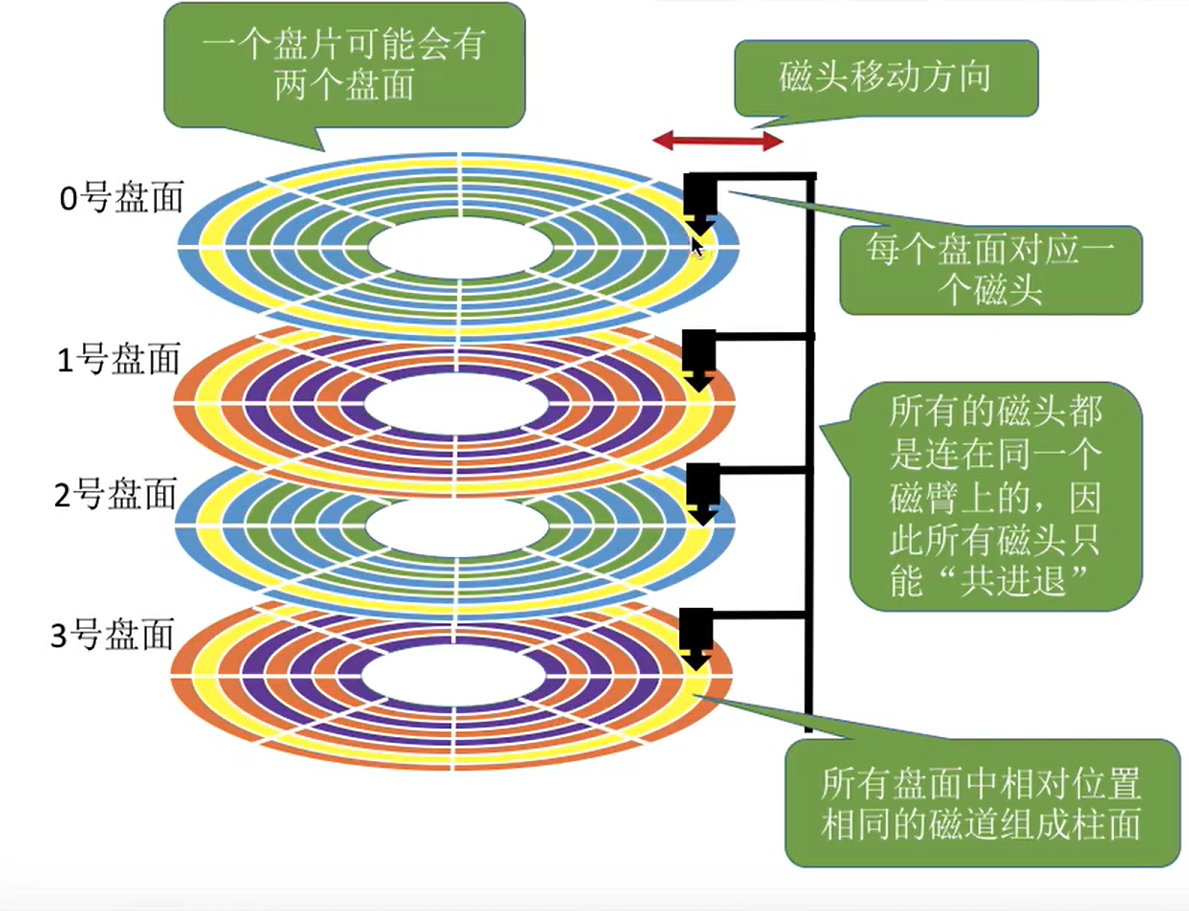 一个盘片可能会有
两个盘面
磁头移动方向
0号盘面
每个盘面对应一
个磁头
1号盘面
所有的磁头都
是连在同一个
磁臂上的，因
此所有磁头只
能“共进退”
2号盘面
3号盘面
所有盘面中相对位置
相同的磁道组成柱面